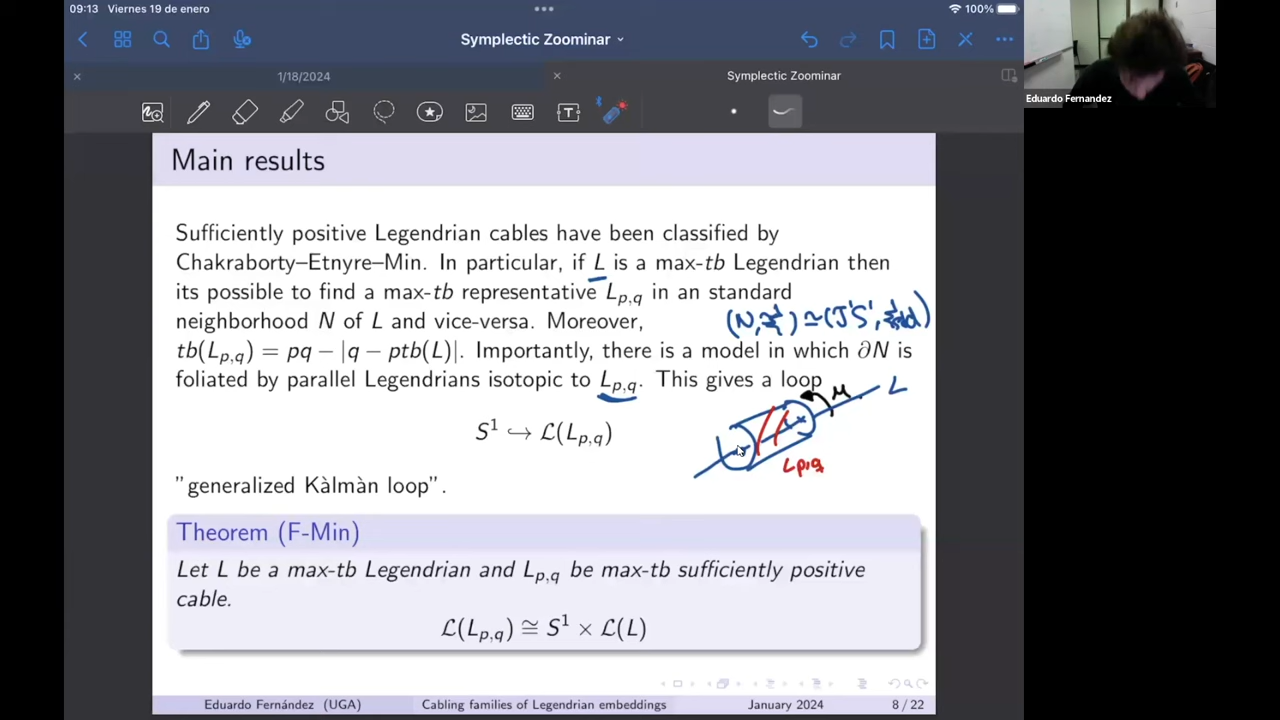 09:13 Viernes 19 de enero
100%
Symplectic Zoominar
1/18/2024
Symplectic Zoominar
Eduardo Fernandez
Main results
Sufficiently positive Legendrian cables have been classified by
Chakraborty–Etnyre–Min. In particular, if L is a max-tb Legendrian then
its possible to find a max-tb representative Lp,q in an standard
neighborhood N of L and vice-versa. Moreover,
tb(Lp,q) = pq − |q − ptb(L)|. Importantly, there is a model in which ∂N is
foliated by parallel Legendrians isotopic to Lp,q. This gives a loop
S¹ ↪ 𝓛(Lp,q)
"generalized Kàlmàn loop".
L
μ
Lp,q
Theorem (F-Min)
Let L be a max-tb Legendrian and Lp,q be max-tb sufficiently positive
cable.
𝓛(Lp,q) ≅ S¹ × 𝓛(L)
Eduardo Fernández (UGA)
Cabling families of Legendrian embeddings
January 2024
8 / 22